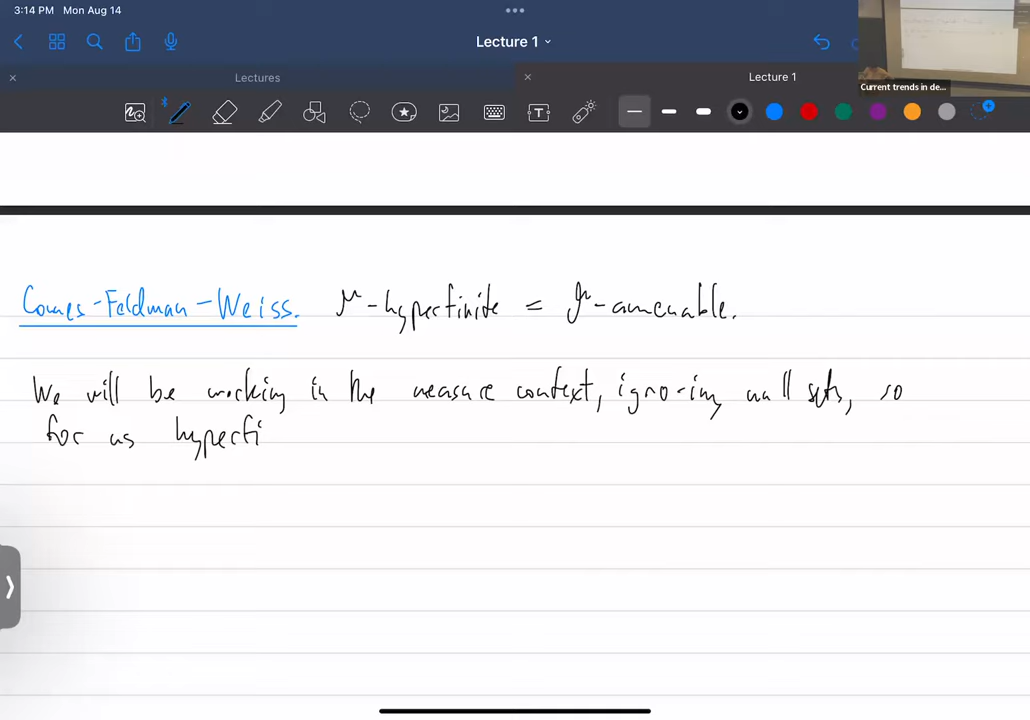 3:14 PM Mon Aug 14
Lecture 1
Lectures
Lecture 1
Current trends in de...
Connes-Feldman-Weiss. μ-hyperfinite = μ-amenable.
We will be working in the measure context, ignoring null sets, so
for us hyperfi